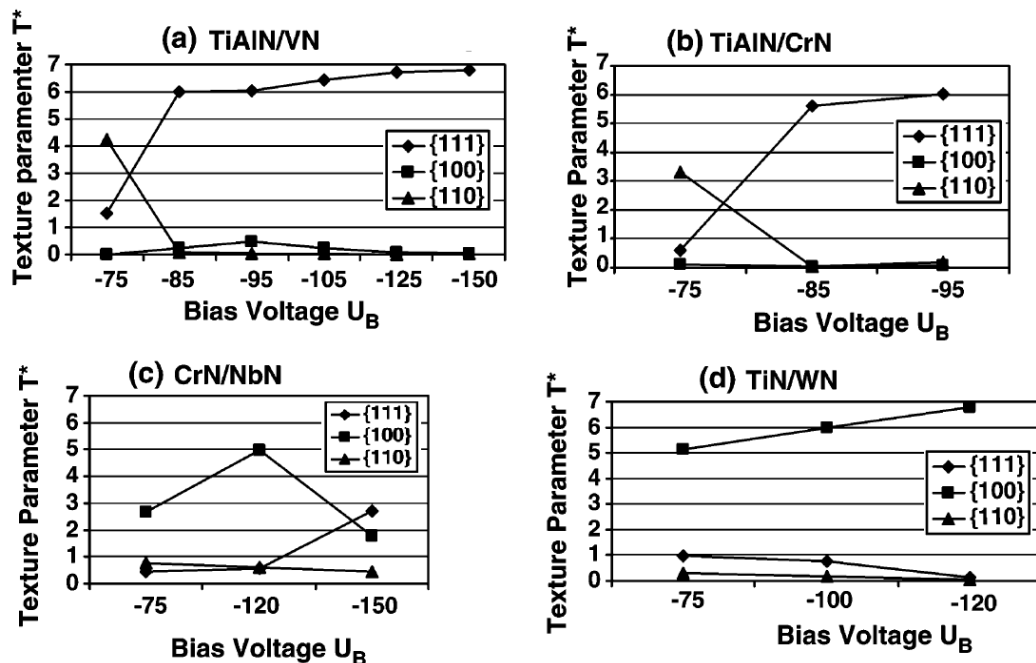 (a) TiAlN/VN
Texture paramenter T*
7
6
5
4
3
2
1
0
{111}
{100}
{110}
-75 -85 -95 -105 -125 -150
Bias Voltage UB
(b) TiAlN/CrN
Texture Parameter T*
7
6
5
4
3
2
1
0
{111}
{100}
{110}
-75 -85 -95
Bias Voltage UB
(c) CrN/NbN
Texture Parameter T*
7
6
5
4
3
2
1
0
{111}
{100}
{110}
-75 -120 -150
Bias Voltage UB
(d) TiN/WN
Texture Parameter T*
7
6
5
4
3
2
1
0
{111}
{100}
{110}
-75 -100 -120
Bias Voltage UB